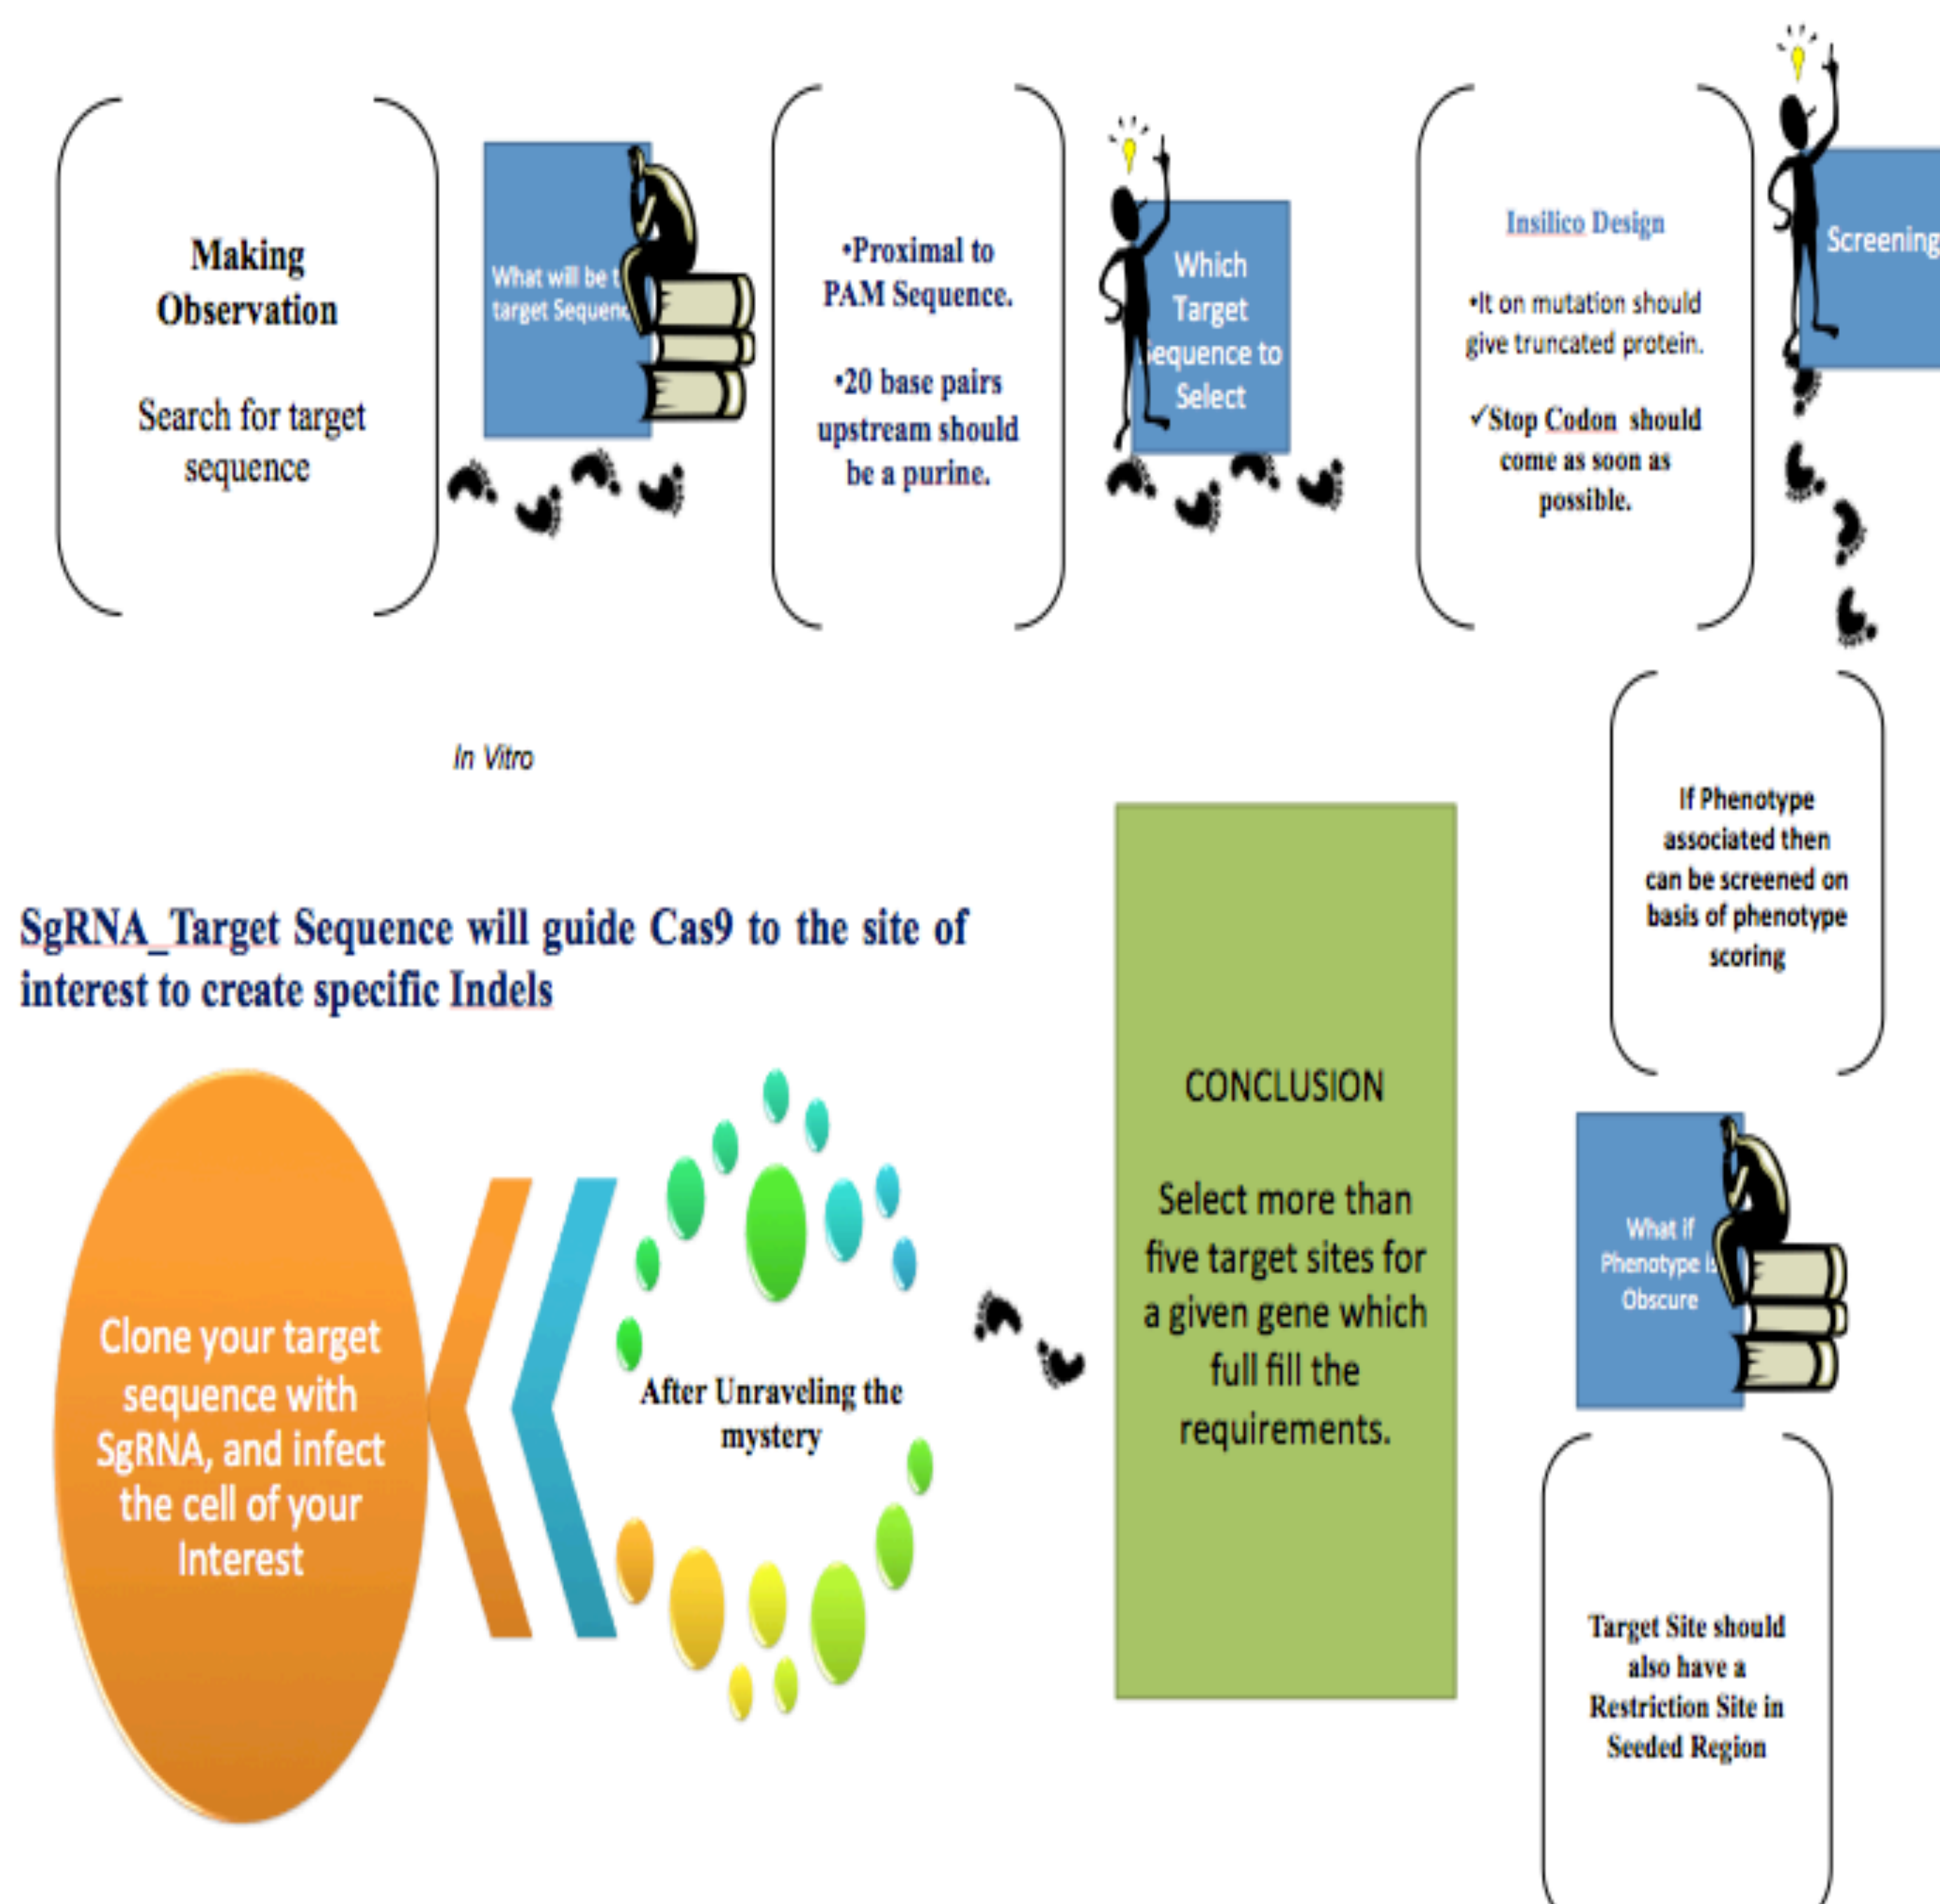 Making
Observation
Search for target
sequence
What will be
target
•Proximal to
PAM Sequence.
•20 base pairs
upstream should
be a purine.
Which
Target
equence to
Select
Insilico Design
•It on mutation should
give truncated protein.
✓Stop Codon should
come as soon as
possible.
Screening
If Phenotype
associated then
can be screened on
basis of phenotype
scoring
What if
Phenotype is
Obscure
Target Site should
also have a
Restriction Site in
Seeded Region
CONCLUSION
Select more than
five target sites for
a given gene which
full fill the
requirements.
After Unraveling the
mystery
In Vitro
SgRNA_Target Sequence will guide Cas9 to the site of
interest to create specific Indels
Clone your target
sequence with
SgRNA, and infect
the cell of your
Interest